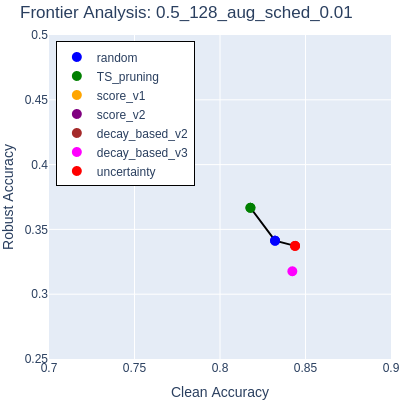 Frontier Analysis: 0.5_128_aug_sched_0.01
0.5
0.45
0.4
0.35
0.3
0.25
Robust Accuracy
random
TS_pruning
score_v1
score_v2
decay_based_v2
decay_based_v3
uncertainty
0.7 0.75 0.8 0.85 0.9
Clean Accuracy